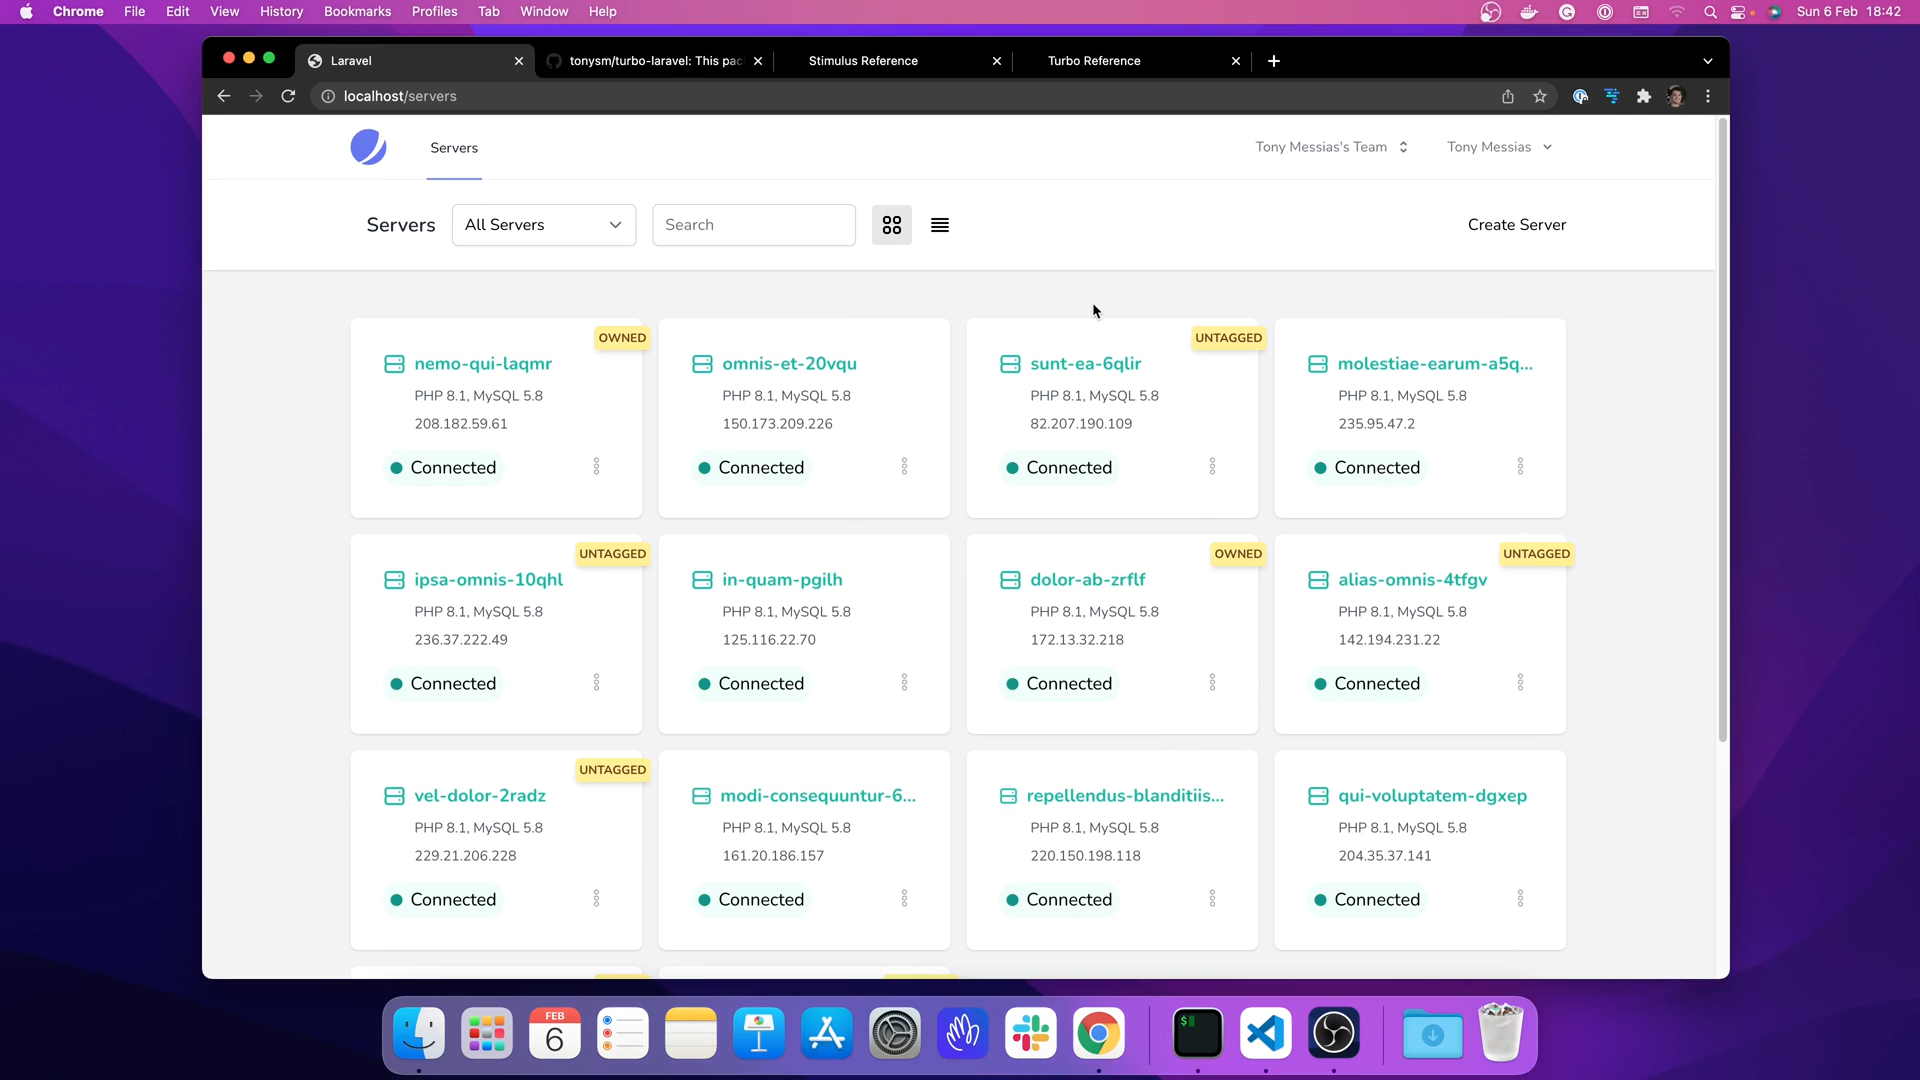 Chrome File Edit View History Bookmarks Profiles Tab Window Help Sun 6 Feb 18:42
Laravel tonysm/turbo-laravel: This pac Stimulus Reference Turbo Reference
localhost/servers
Servers Tony Messias's Team Tony Messias
Servers All Servers Search Create Server
OWNED UNTAGGED
nemo-qui-laqmr omnis-et-20vqu sunt-ea-6qlir molestiae-earum-a5q...
PHP 8.1, MySQL 5.8 PHP 8.1, MySQL 5.8 PHP 8.1, MySQL 5.8 PHP 8.1, MySQL 5.8
208.182.59.61 150.173.209.226 82.207.190.109 235.95.47.2
Connected Connected Connected Connected
UNTAGGED OWNED UNTAGGED
ipsa-omnis-10qhl in-quam-pgilh dolor-ab-zrflf alias-omnis-4tfgv
PHP 8.1, MySQL 5.8 PHP 8.1, MySQL 5.8 PHP 8.1, MySQL 5.8 PHP 8.1, MySQL 5.8
236.37.222.49 125.116.22.70 172.13.32.218 142.194.231.22
Connected Connected Connected Connected
UNTAGGED
vel-dolor-2radz modi-consequuntur-6... repellendus-blanditiis... qui-voluptatem-dgxep
PHP 8.1, MySQL 5.8 PHP 8.1, MySQL 5.8 PHP 8.1, MySQL 5.8 PHP 8.1, MySQL 5.8
229.21.206.228 161.20.186.157 220.150.198.118 204.35.37.141
Connected Connected Connected Connected
FEB
6
$